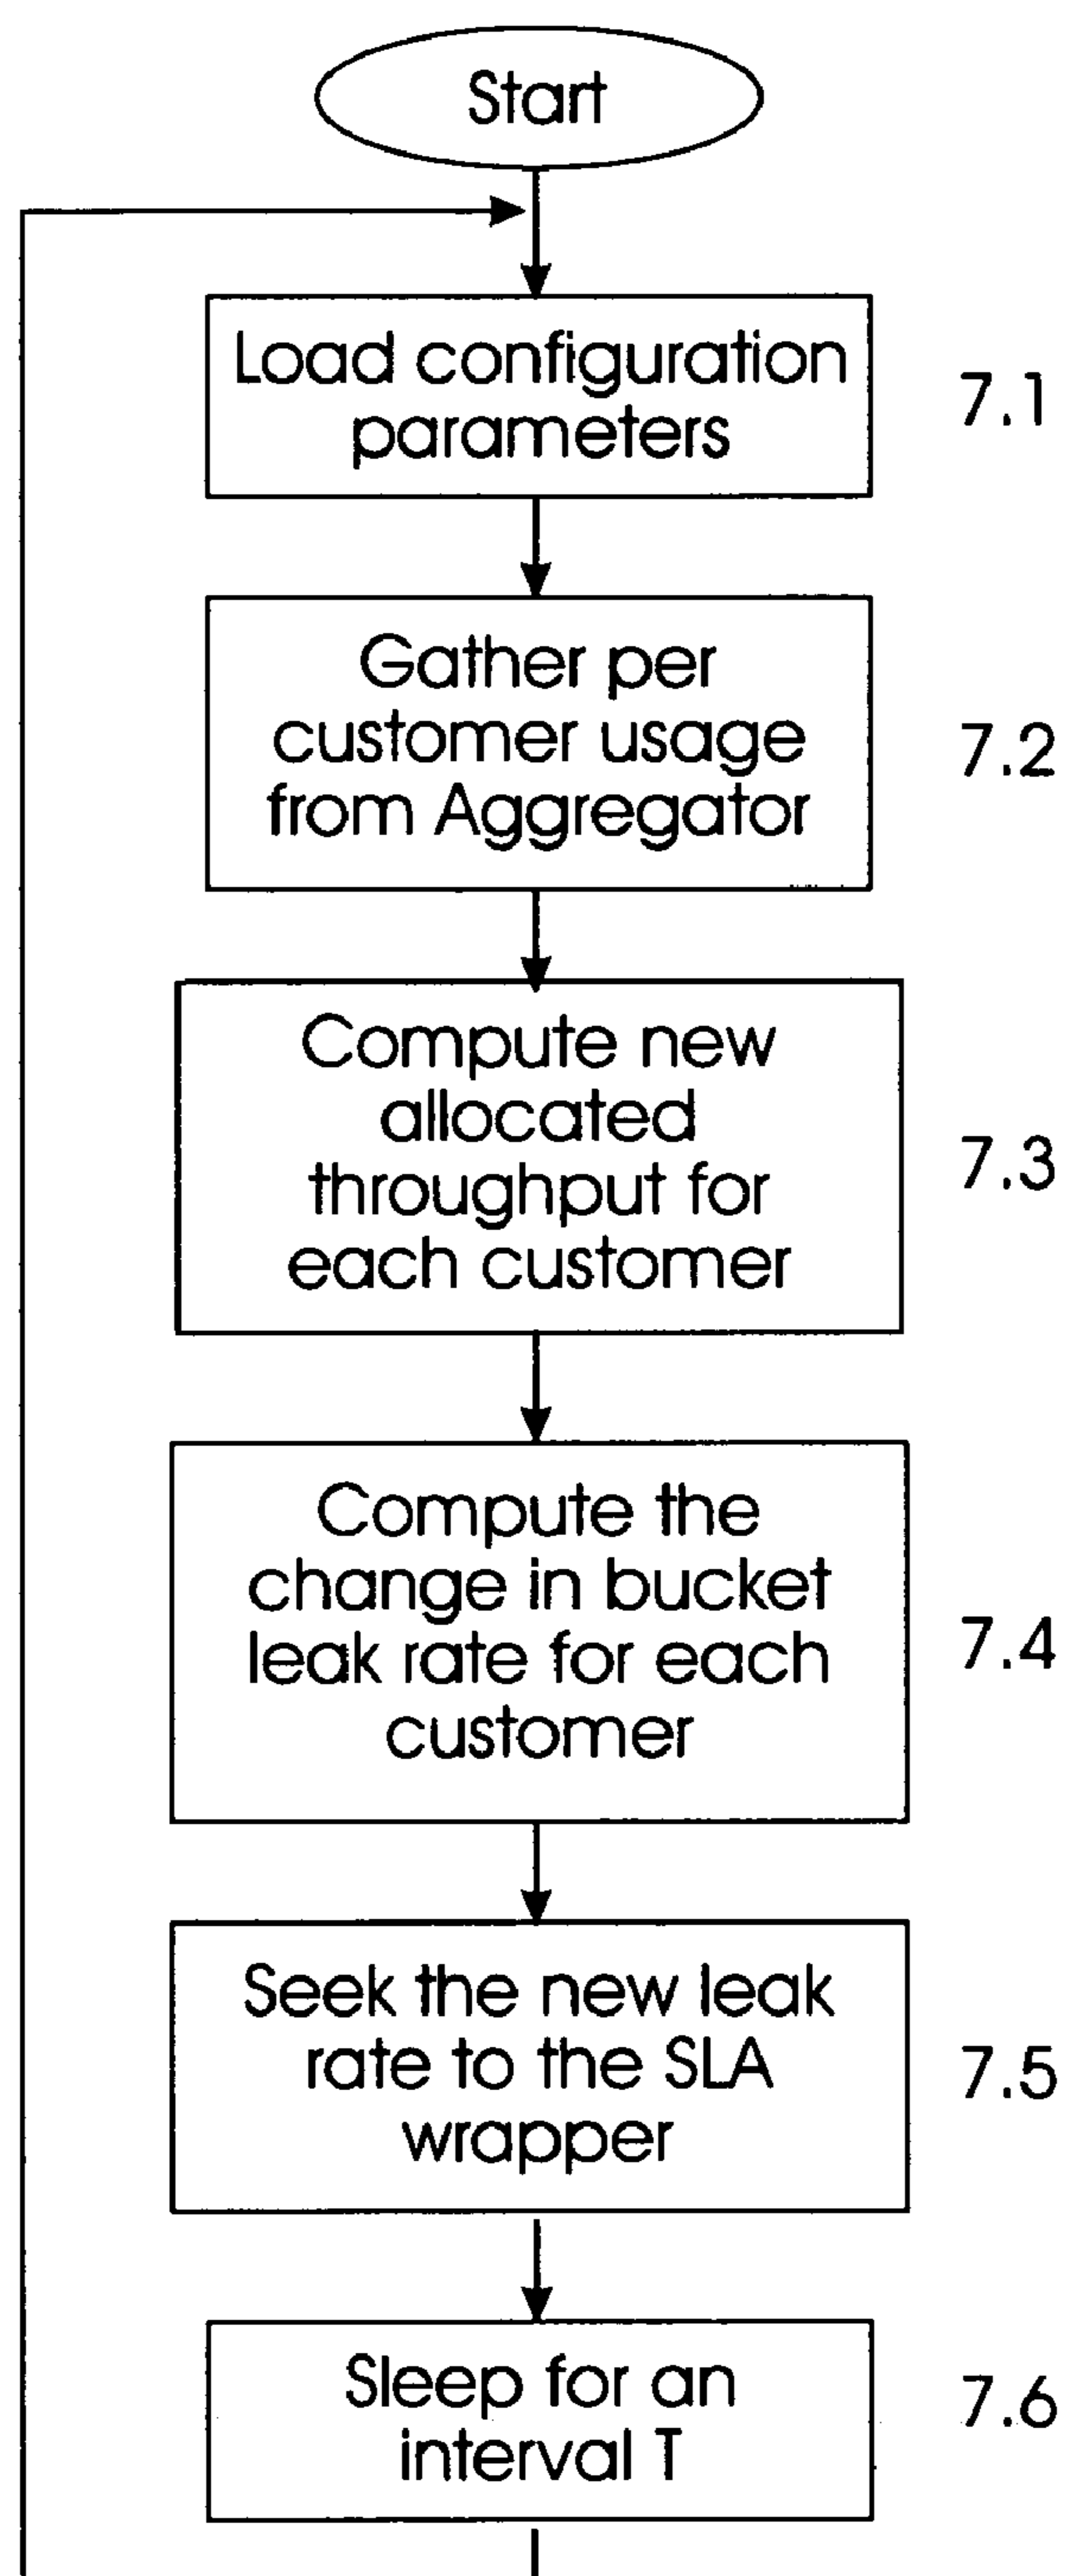 Start
Load configuration
parameters
7.1
Gather per
customer usage
from Aggregator
7.2
Compute new
allocated
throughput for
each customer
7.3
Compute the
change in bucket
leak rate for each
customer
7.4
Seek the new leak
rate to the SLA
wrapper
7.5
Sleep for an
interval T
7.6